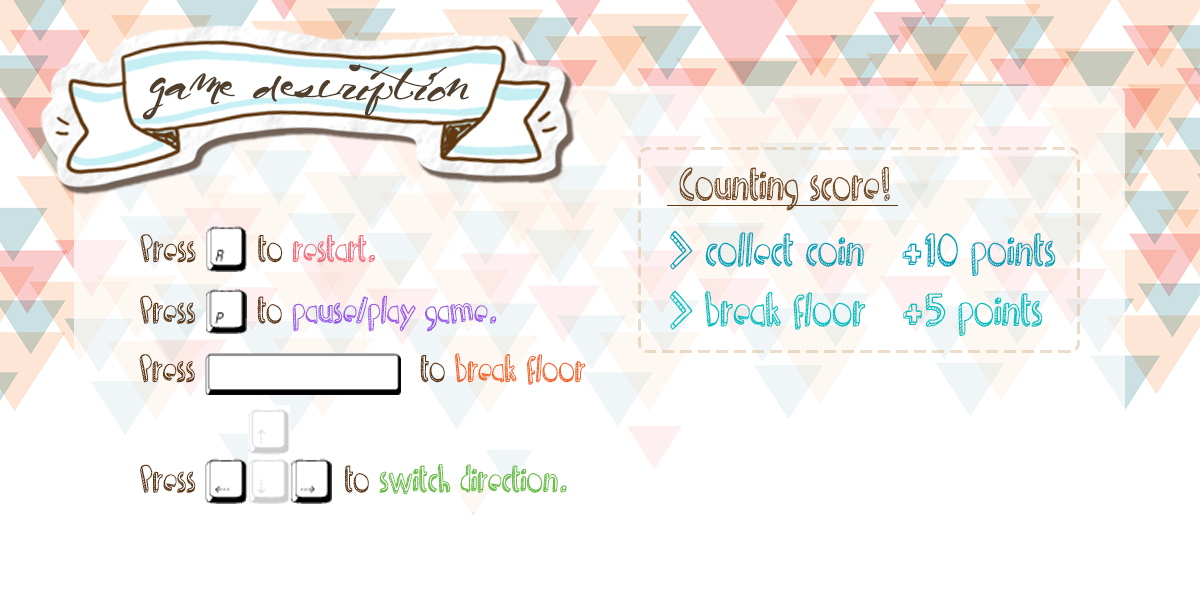 game description
Press R to restart.
Press P to pause/play game.
Press to break floor
↑
Press ← ↓ → to switch direction.
Counting score!
> collect coin +10 points
> break floor +5 points